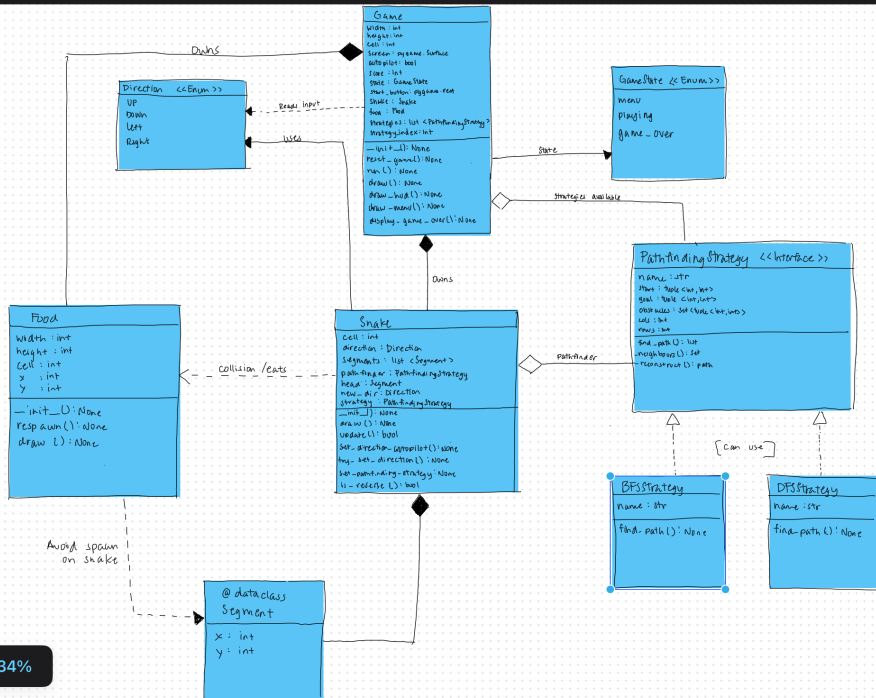 Game
Width : int
height : int
cell : int
Screen : pygame.Surface
autopilot : bool
score : int
state : GameState
start_button : pygame.rect
snake : Snake
food : Food
strategies : list <PathfindingStrategy>
strategy_index : int
__init__() : None
reset_game() : None
run() : None
draw() : None
draw_hud() : None
draw_menu() : None
display_game_over() : None
Owns
Direction <<Enum>>
UP
Down
Left
Right
Reads input
uses
State
GameState <<Enum>>
menu
playing
game_over
strategies available
Owns
PathfindingStrategy <<Interface>>
name : str
start : tuple <int, int>
goal : tuple <int, int>
obstacles : Set <tuple <int, int>>
cols : int
rows : int
find_path() : list
neighbours() : Set
reconstruct() : path
Food
Width : int
height : int
Cell : int
x : int
y : int
__init__() : None
respawn() : None
draw () : None
collision /eats
Snake
cell : int
direction : Direction
segments : list <Segment>
pathfinder : PathfindingStrategy
head : Segment
new_dir : Direction
strategy : PathfindingStrategy
__init__() : None
draw () : None
update() : bool
set_direction_autopilot() : None
try_set_direction() : None
set_pathfinding_strategy : None
is_reverse () : bool
Pathfinder
[can use]
BFSStrategy
name : str
find_path() : None
DFSStrategy
name : str
find_path () : None
Avoid spawn
on snake
@ dataclass
Segment
x : int
y : int
34%